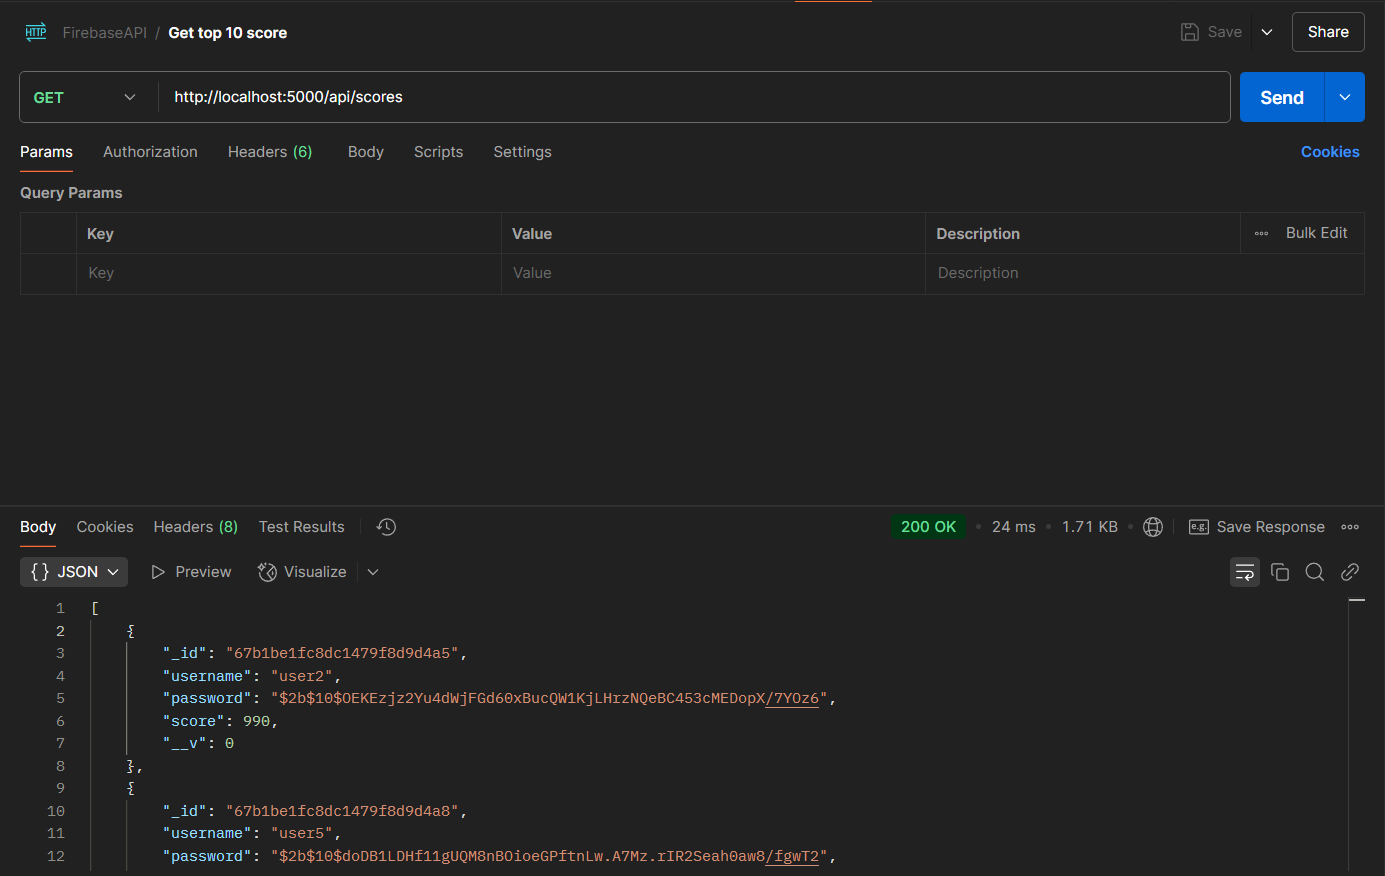 HTTP FirebaseAPI / Get top 10 score Save Share
GET http://localhost:5000/api/scores Send
Params Authorization Headers (6) Body Scripts Settings Cookies
Query Params
Key Value Description Bulk Edit
Key Value Description
Body Cookies Headers (8) Test Results 200 OK • 24 ms • 1.71 KB • e.g. Save Response
{} JSON Preview Visualize
1 [
2 {
3 "_id": "67b1be1fc8dc1479f8d9d4a5",
4 "username": "user2",
5 "password": "$2b$10$OEKEzjz2Yu4dWjFGd60xBucQW1KjLHrzNQeBC453cMEDopX/7YOz6",
6 "score": 990,
7 "__v": 0
8 },
9 {
10 "_id": "67b1be1fc8dc1479f8d9d4a8",
11 "username": "user5",
12 "password": "$2b$10$doDB1LDHf11gUQM8nBOioeGPftnLw.A7Mz.rIR2Seah0aw8/fgwT2",